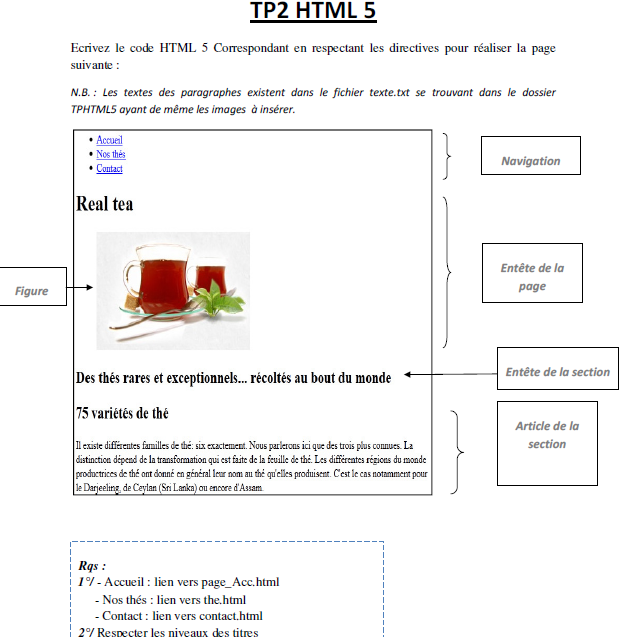 TP2 HTML 5
Ecrivez le code HTML 5 Correspondant en respectant les directives pour réaliser la page
suivante :
N.B. : Les textes des paragraphes existent dans le fichier texte.txt se trouvant dans le dossier
TPHTML5 ayant de même les images à insérer.
• Accueil
• Nos thés
• Contact
Navigation
Real tea
Entête de la
page
Figure
Des thés rares et exceptionnels... récoltés au bout du monde
Entête de la section
75 variétés de thé
Article de la
section
Il existe différentes familles de thé: six exactement. Nous parlerons ici que des trois plus connues. La
distinction dépend de la transformation qui est faite de la feuille de thé. Les différentes régions du monde
productrices de thé ont donné en général leur nom au thé qu'elles produisent. C'est le cas notamment pour
le Darjeeling, de Ceylan (Sri Lanka) ou encore d'Assam.
Rqs :
1°/ - Accueil : lien vers page_Acc.html
- Nos thés : lien vers the.html
- Contact : lien vers contact.html
2°/ Respecter les niveaux des titres